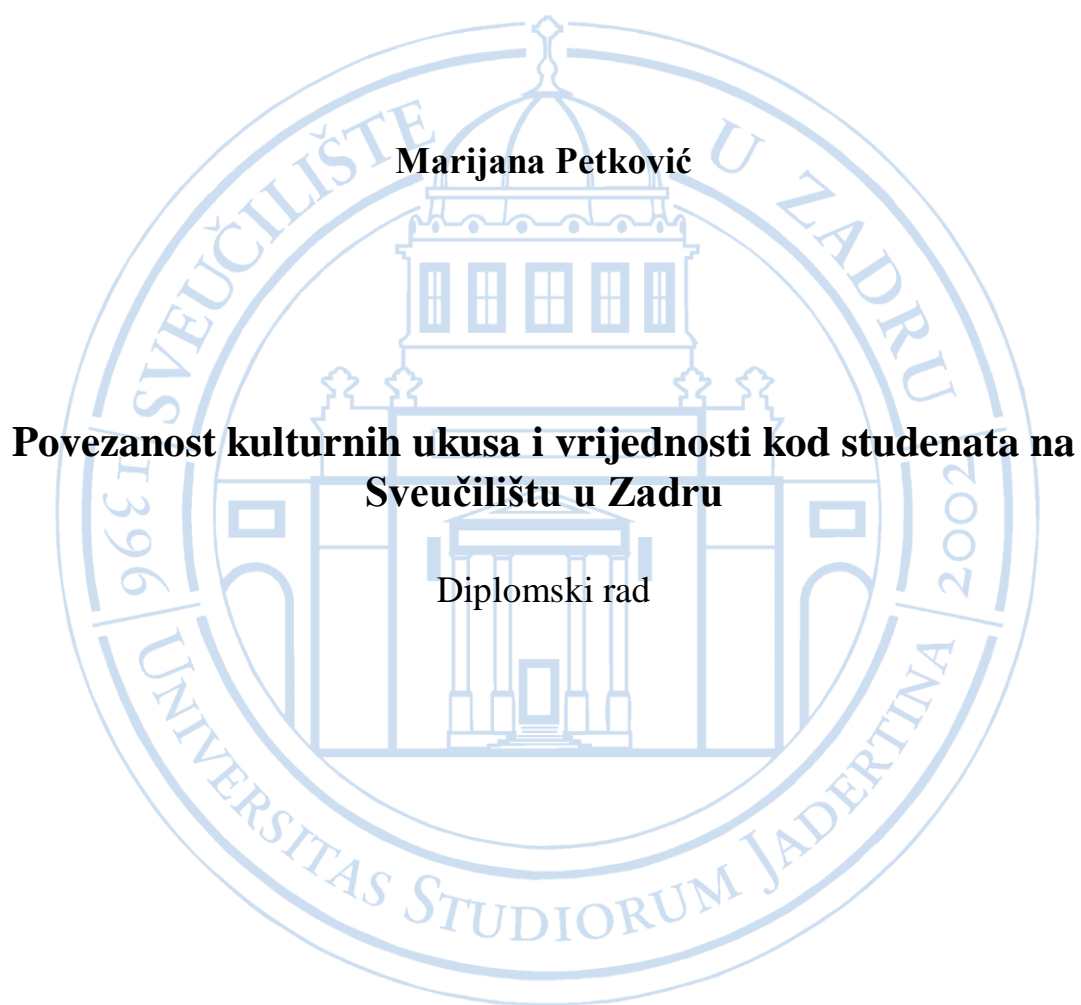 Marijana Petković
Povezanost kulturnih ukusa i vrijednosti kod studenata na
Sveučilištu u Zadru
Diplomski rad
1396 SVEUČILIŠTE U ZADRU 2002
UNIVERSITAS STUDIORUM JADERTINA